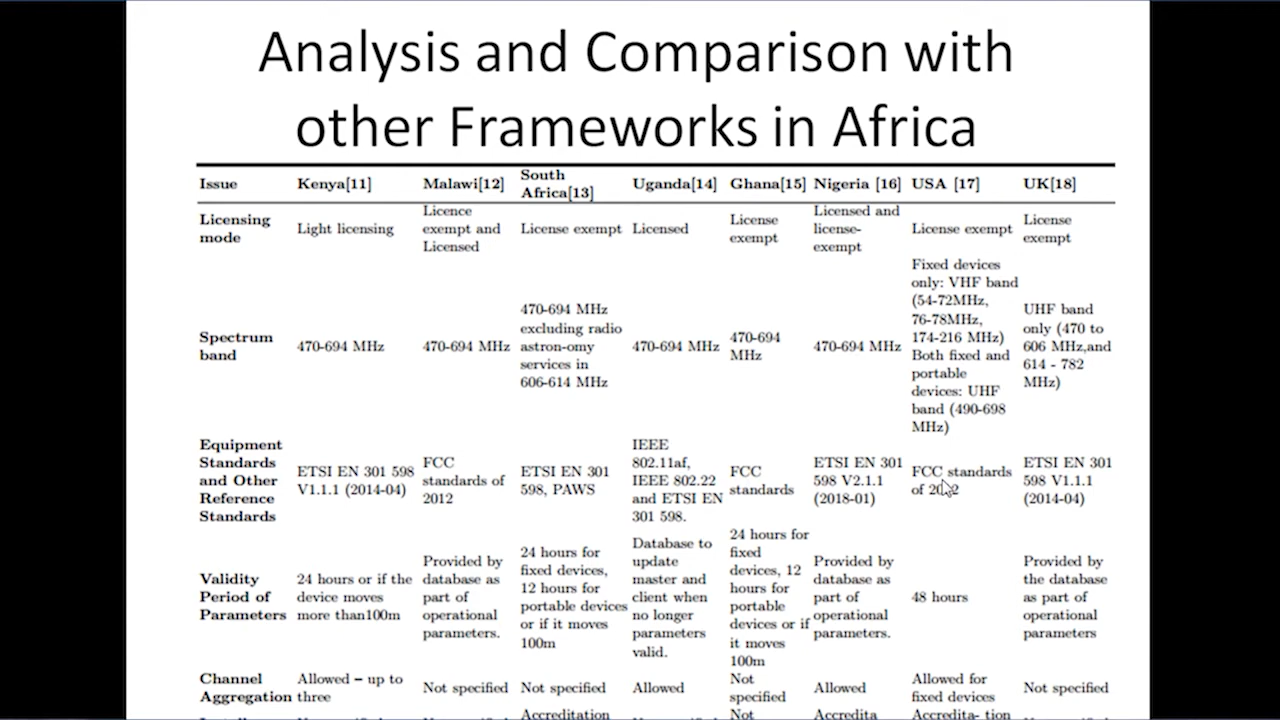 Analysis and Comparison with
other Frameworks in Africa
Issue Kenya[11] Malawi[12] South Africa[13] Uganda[14] Ghana[15] Nigeria [16] USA [17] UK[18]
Licensing mode Light licensing Licence exempt and Licensed License exempt Licensed License exempt Licensed and license-exempt License exempt License exempt
Spectrum band 470-694 MHz 470-694 MHz 470-694 MHz excluding radio astron-omy services in 606-614 MHz 470-694 MHz 470-694 MHz 470-694 MHz Fixed devices only: VHF band (54-72MHz, 76-78MHz, 174-216 MHz) Both fixed and portable devices: UHF band (490-698 MHz) UHF band only (470 to 606 MHz,and 614 - 782 MHz)
Equipment Standards and Other Reference Standards ETSI EN 301 598 V1.1.1 (2014-04) FCC standards of 2012 ETSI EN 301 598, PAWS IEEE 802.11af, IEEE 802.22 and ETSI EN 301 598. FCC standards ETSI EN 301 598 V2.1.1 (2018-01) FCC standards of ETSI EN 301 598 V1.1.1 (2014-04)
Validity Period of Parameters 24 hours or if the device moves more than100m Provided by database as part of operational parameters. 24 hours for fixed devices, 12 hours for portable devices or if it moves 100m Database to update master and client when no longer parameters valid. 24 hours for fixed devices, 12 hours for portable devices or if it moves 100m Provided by database as part of operational parameters. 48 hours Provided by the database as part of operational parameters
Channel Aggregation Allowed – up to three Not specified Not specified Allowed Not specified Allowed Allowed for fixed devices Not specified
Accreditation Not Accredita Accredita- tion